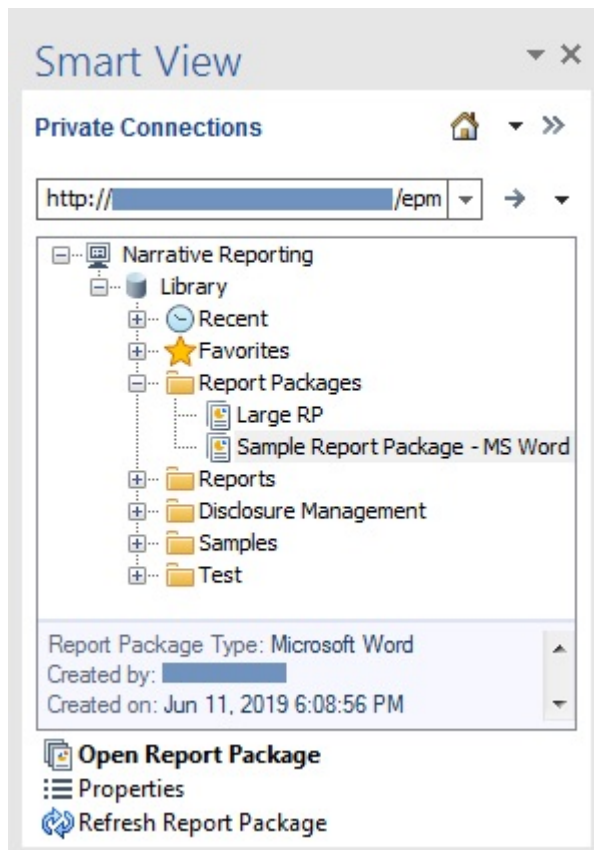 Smart View
Private Connections
http:// /epm
Narrative Reporting
Library
Recent
Favorites
Report Packages
Large RP
Sample Report Package - MS Word
Reports
Disclosure Management
Samples
Test
Report Package Type: Microsoft Word
Created by:
Created on: Jun 11, 2019 6:08:56 PM
Open Report Package
Properties
Refresh Report Package